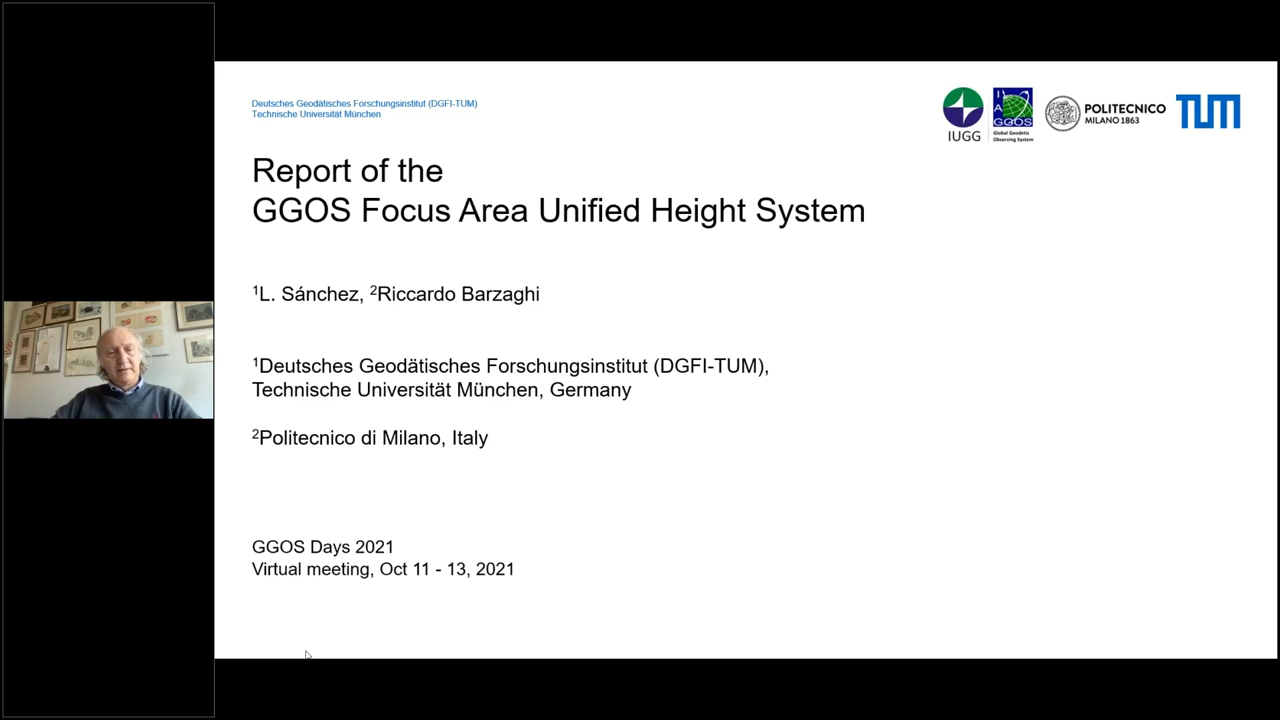 Deutsches Geodätisches Forschungsinstitut (DGFI-TUM)
Technische Universität München
IUGG
GGOS
Global Geodetic
Observing System
POLITECNICO
MILANO 1863
TUM
Report of the
GGOS Focus Area Unified Height System
¹L. Sánchez, ²Riccardo Barzaghi
¹Deutsches Geodätisches Forschungsinstitut (DGFI-TUM),
Technische Universität München, Germany
²Politecnico di Milano, Italy
GGOS Days 2021
Virtual meeting, Oct 11 - 13, 2021